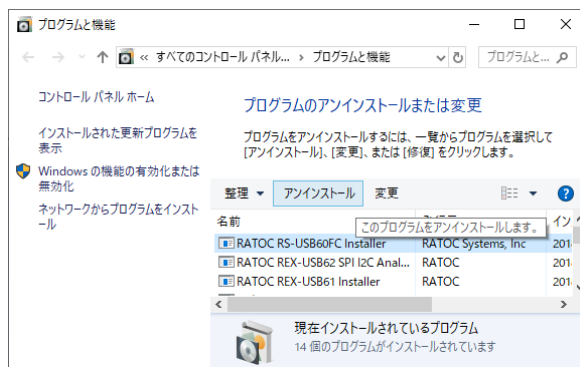 プログラムと機能
« すべてのコントロール パネル... › プログラムと機能
プログラムと...
コントロール パネル ホーム
インストールされた更新プログラムを
表示
Windows の機能の有効化または
無効化
ネットワークからプログラムをインスト
ール
プログラムのアンインストールまたは変更
プログラムをアンインストールするには、一覧からプログラムを選択して
[アンインストール]、[変更]、または [修復] をクリックします。
整理 アンインストール 変更
名前 イン
このプログラムをアンインストールします。
RATOC RS-USB60FC Installer RATOC Systems, Inc 201
RATOC REX-USB62 SPI I2C Anal... RATOC 201
RATOC REX-USB61 Installer RATOC 201
現在インストールされているプログラム
14 個のプログラムがインストールされています